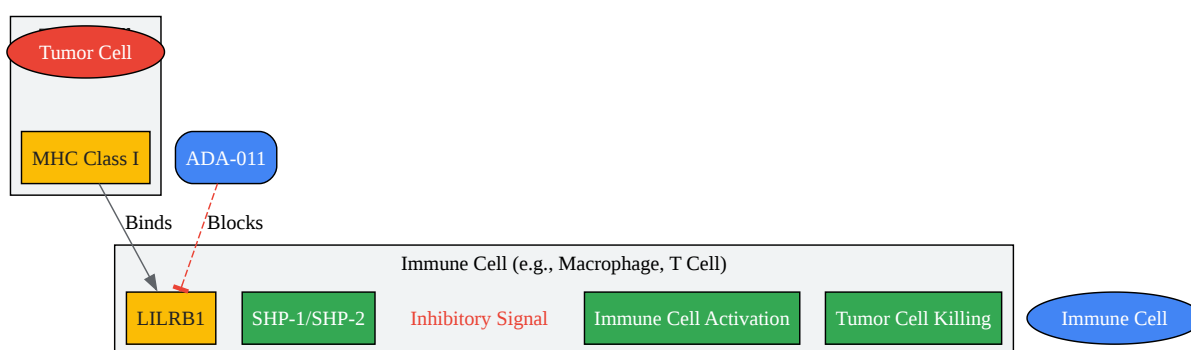 Tumor Cell
MHC Class I
ADA-011
Binds
Blocks
Immune Cell (e.g., Macrophage, T Cell)
LILRB1
SHP-1/SHP-2
Inhibitory Signal
Immune Cell Activation
Tumor Cell Killing
Immune Cell